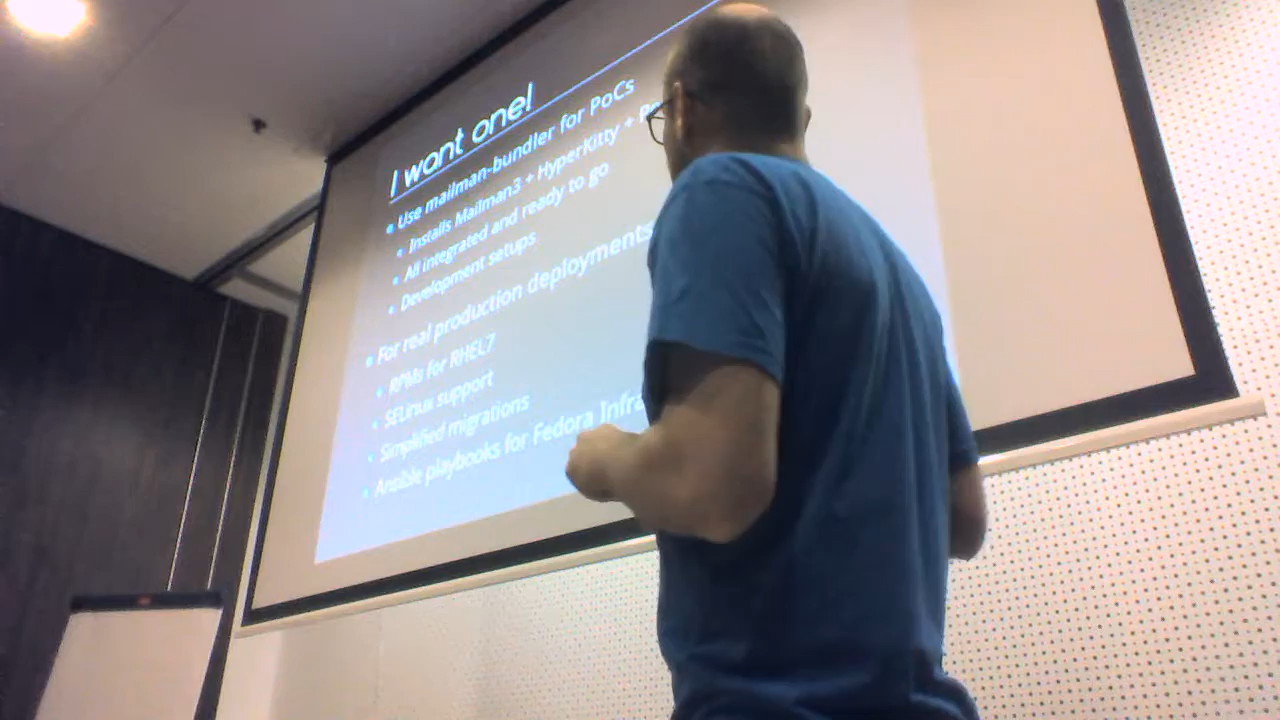 I want one!
Use mailman-bundler for PoCs
Installs Mailman3 + HyperKitty +
All integrated and ready to go
Development setups
For real production deployments
RPMs for RHEL7
SELinux support
Simplified migrations
Ansible playbooks for Fedora Infra